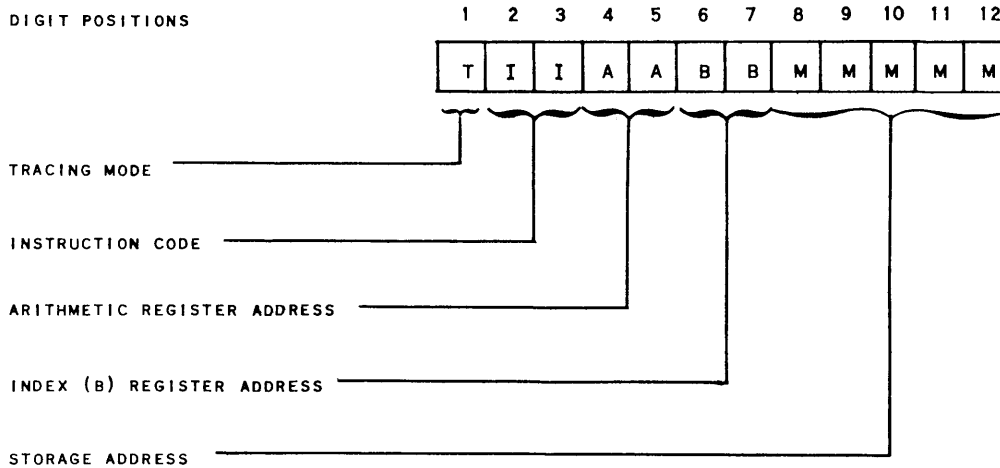 DIGIT POSITIONS 1 2 3 4 5 6 7 8 9 10 11 12
T I I A A B B M M M M M
TRACING MODE
INSTRUCTION CODE
ARITHMETIC REGISTER ADDRESS
INDEX (B) REGISTER ADDRESS
STORAGE ADDRESS